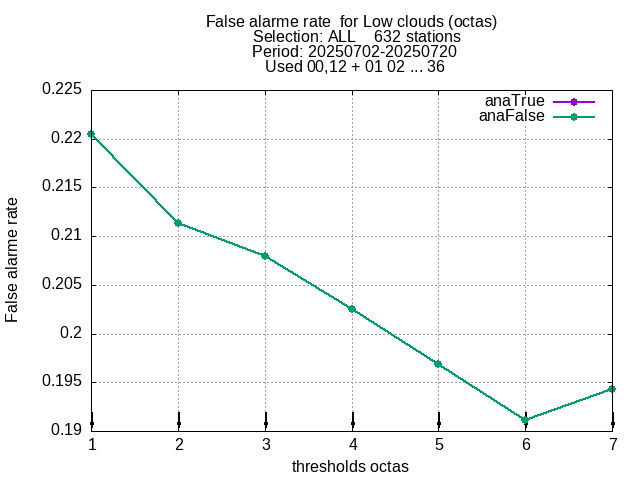 False alarme rate  for Low clouds (octas)
Selection: ALL    632 stations
Period: 20250702-20250720
Used 00,12 + 01 02 ... 36
anaTrue
anaFalse
0.225
0.22
0.215
0.21
0.205
0.2
0.195
0.19
False alarme rate
1 2 3 4 5 6 7
thresholds octas